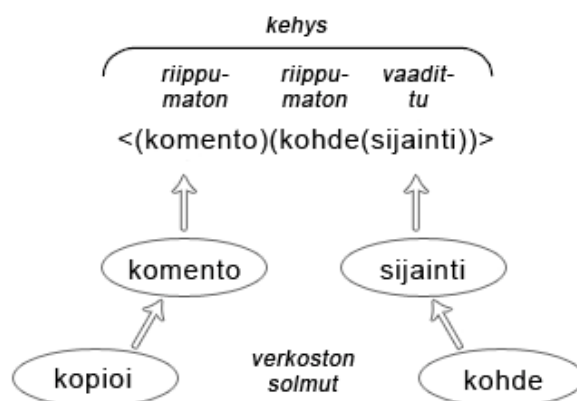 kehys
riippu- riippu- vaadit-
maton maton tu
<(komento)(kohde(sijainti))>
komento sijainti
kopioi verkoston kohde
solmut